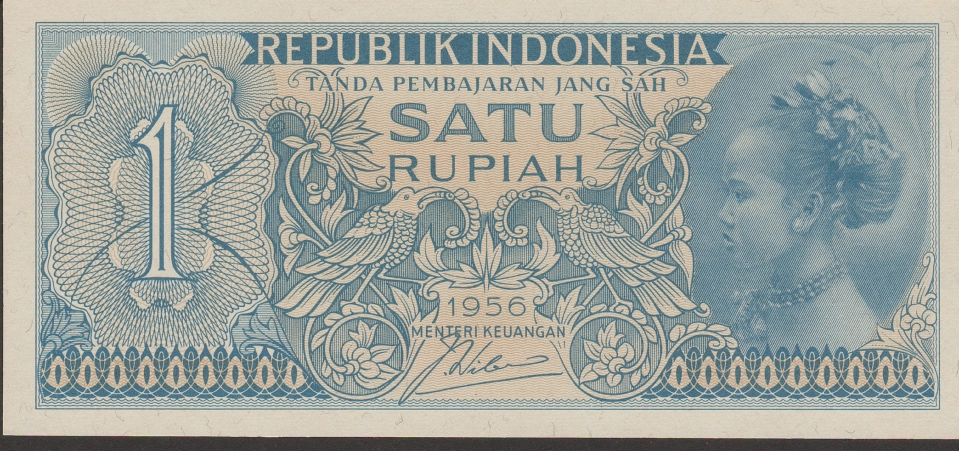 REPUBLIK INDONESIA
TANDA PEMBAJARAN JANG SAH
SATU
RUPIAH
1
1956
MENTERI KEUANGAN